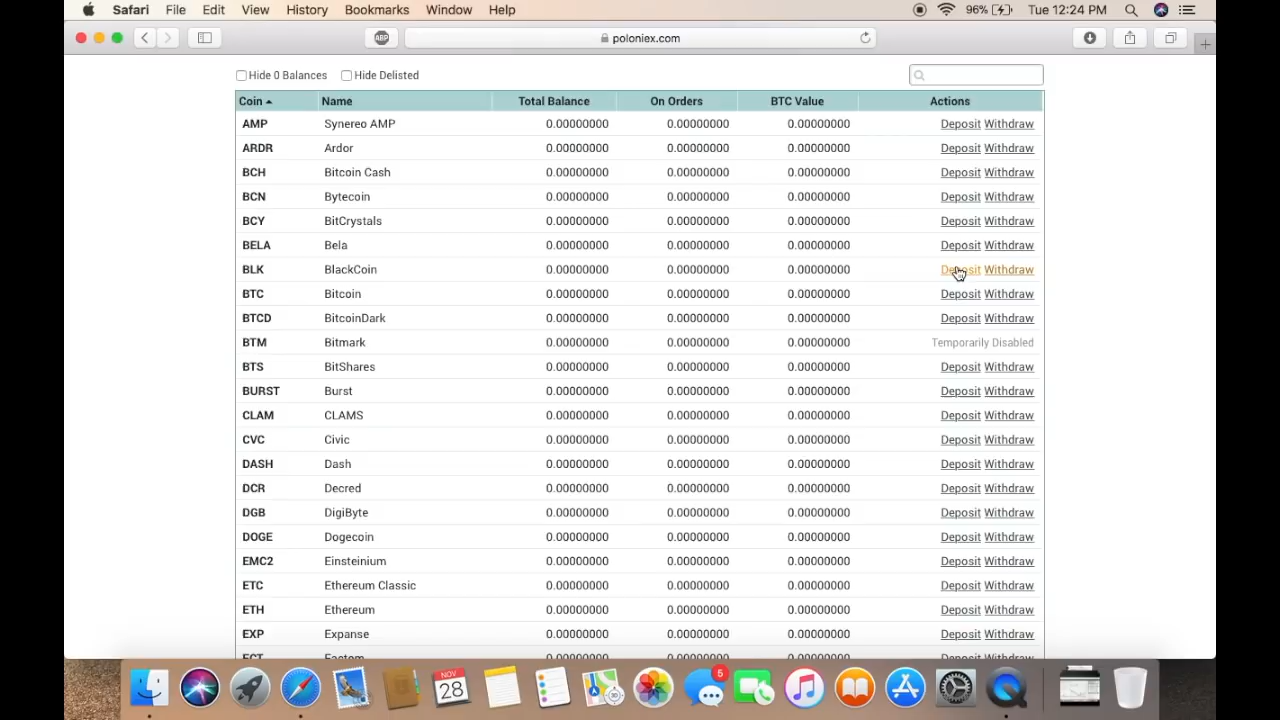 Safari File Edit View History Bookmarks Window Help 96% Tue 12:24 PM
ABP poloniex.com
Hide 0 Balances Hide Delisted
Coin Name Total Balance On Orders BTC Value Actions
AMP Synereo AMP 0.00000000 0.00000000 0.00000000 Deposit Withdraw
ARDR Ardor 0.00000000 0.00000000 0.00000000 Deposit Withdraw
BCH Bitcoin Cash 0.00000000 0.00000000 0.00000000 Deposit Withdraw
BCN Bytecoin 0.00000000 0.00000000 0.00000000 Deposit Withdraw
BCY BitCrystals 0.00000000 0.00000000 0.00000000 Deposit Withdraw
BELA Bela 0.00000000 0.00000000 0.00000000 Deposit Withdraw
BLK BlackCoin 0.00000000 0.00000000 0.00000000 Deposit Withdraw
BTC Bitcoin 0.00000000 0.00000000 0.00000000 Deposit Withdraw
BTCD BitcoinDark 0.00000000 0.00000000 0.00000000 Deposit Withdraw
BTM Bitmark 0.00000000 0.00000000 0.00000000 Temporarily Disabled
BTS BitShares 0.00000000 0.00000000 0.00000000 Deposit Withdraw
BURST Burst 0.00000000 0.00000000 0.00000000 Deposit Withdraw
CLAM CLAMS 0.00000000 0.00000000 0.00000000 Deposit Withdraw
CVC Civic 0.00000000 0.00000000 0.00000000 Deposit Withdraw
DASH Dash 0.00000000 0.00000000 0.00000000 Deposit Withdraw
DCR Decred 0.00000000 0.00000000 0.00000000 Deposit Withdraw
DGB DigiByte 0.00000000 0.00000000 0.00000000 Deposit Withdraw
DOGE Dogecoin 0.00000000 0.00000000 0.00000000 Deposit Withdraw
EMC2 Einsteinium 0.00000000 0.00000000 0.00000000 Deposit Withdraw
ETC Ethereum Classic 0.00000000 0.00000000 0.00000000 Deposit Withdraw
ETH Ethereum 0.00000000 0.00000000 0.00000000 Deposit Withdraw
EXP Expanse 0.00000000 0.00000000 0.00000000 Deposit Withdraw
NOV 28 5